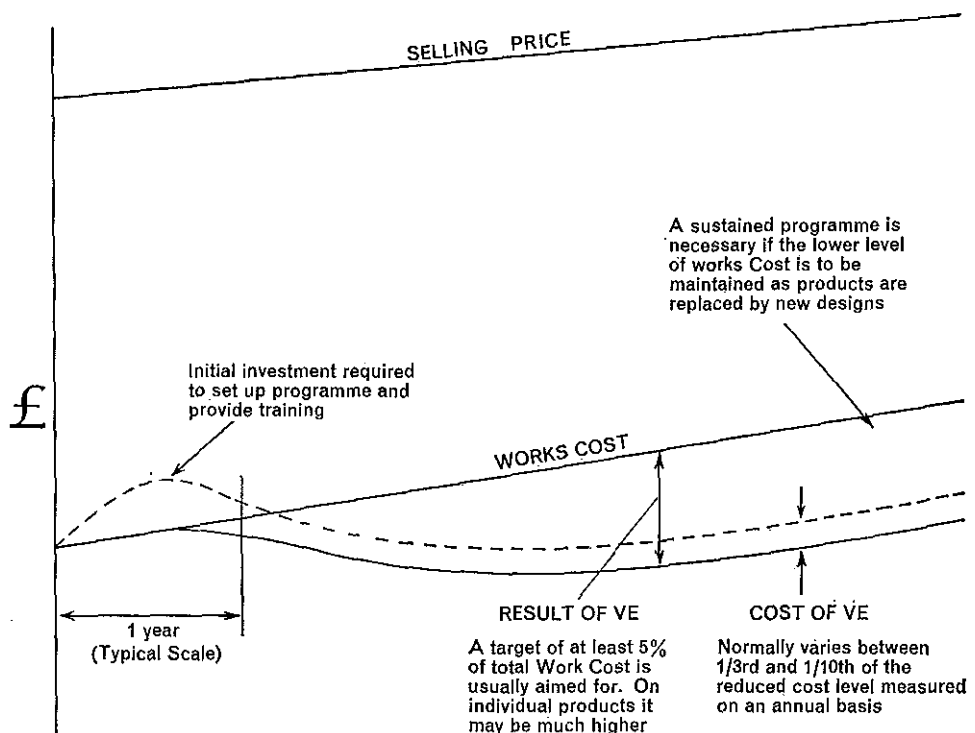 SELLING PRICE
A sustained programme is
necessary if the lower level
of works Cost is to be
maintained as products are
replaced by new designs
Initial investment required
to set up programme and
provide training
£
WORKS COST
1 year
(Typical Scale)
RESULT OF VE
A target of at least 5%
of total Work Cost is
usually aimed for. On
individual products it
may be much higher
COST OF VE
Normally varies between
1/3rd and 1/10th of the
reduced cost level measured
on an annual basis